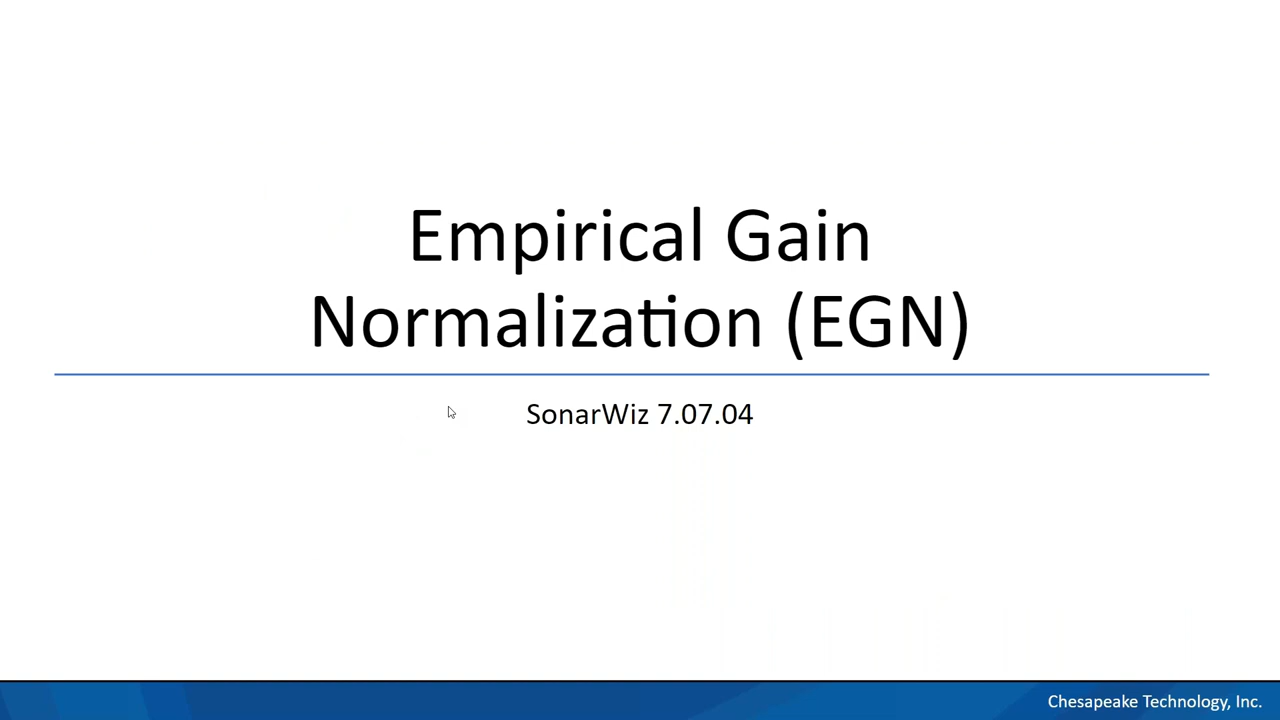 Empirical Gain
Normalization (EGN)
SonarWiz 7.07.04
Chesapeake Technology, Inc.